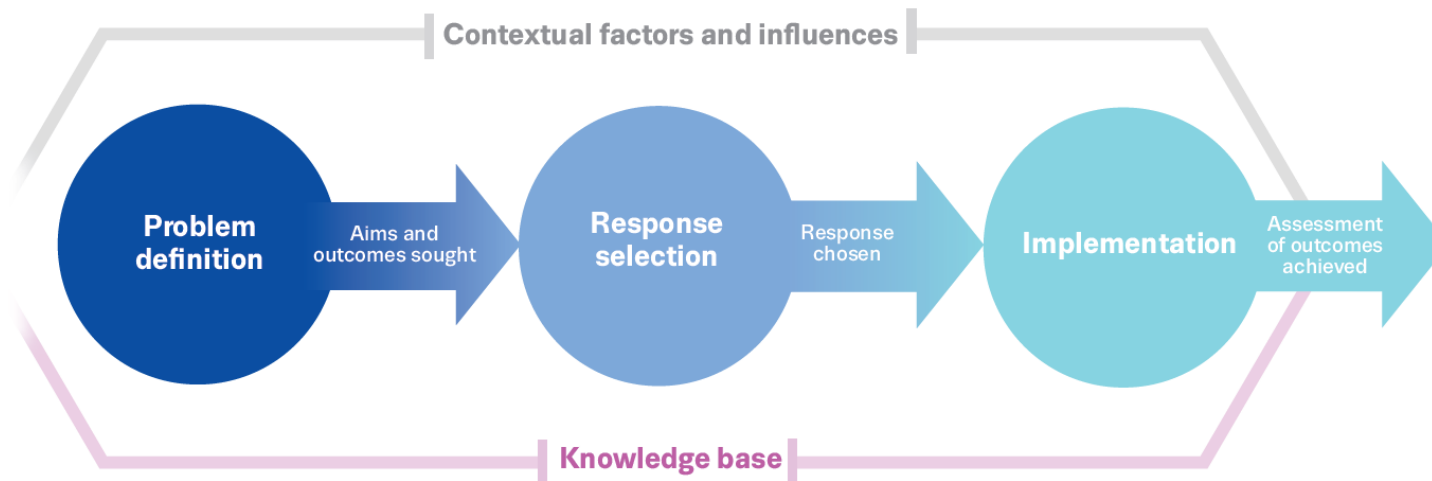 Contextual factors and influences
Problem
definition
Aims and
outcomes sought
Response
selection
Response
chosen
Implementation
Assessment
of outcomes
achieved
Knowledge base